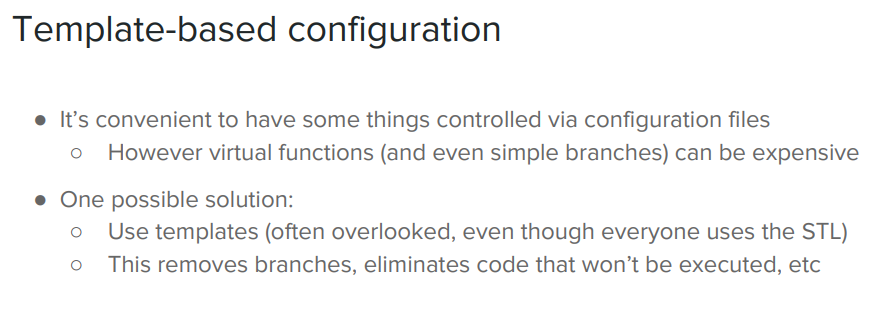 Template-based configuration
● It's convenient to have some things controlled via configuration files
○ However virtual functions (and even simple branches) can be expensive
● One possible solution:
○ Use templates (often overlooked, even though everyone uses the STL)
○ This removes branches, eliminates code that won't be executed, etc